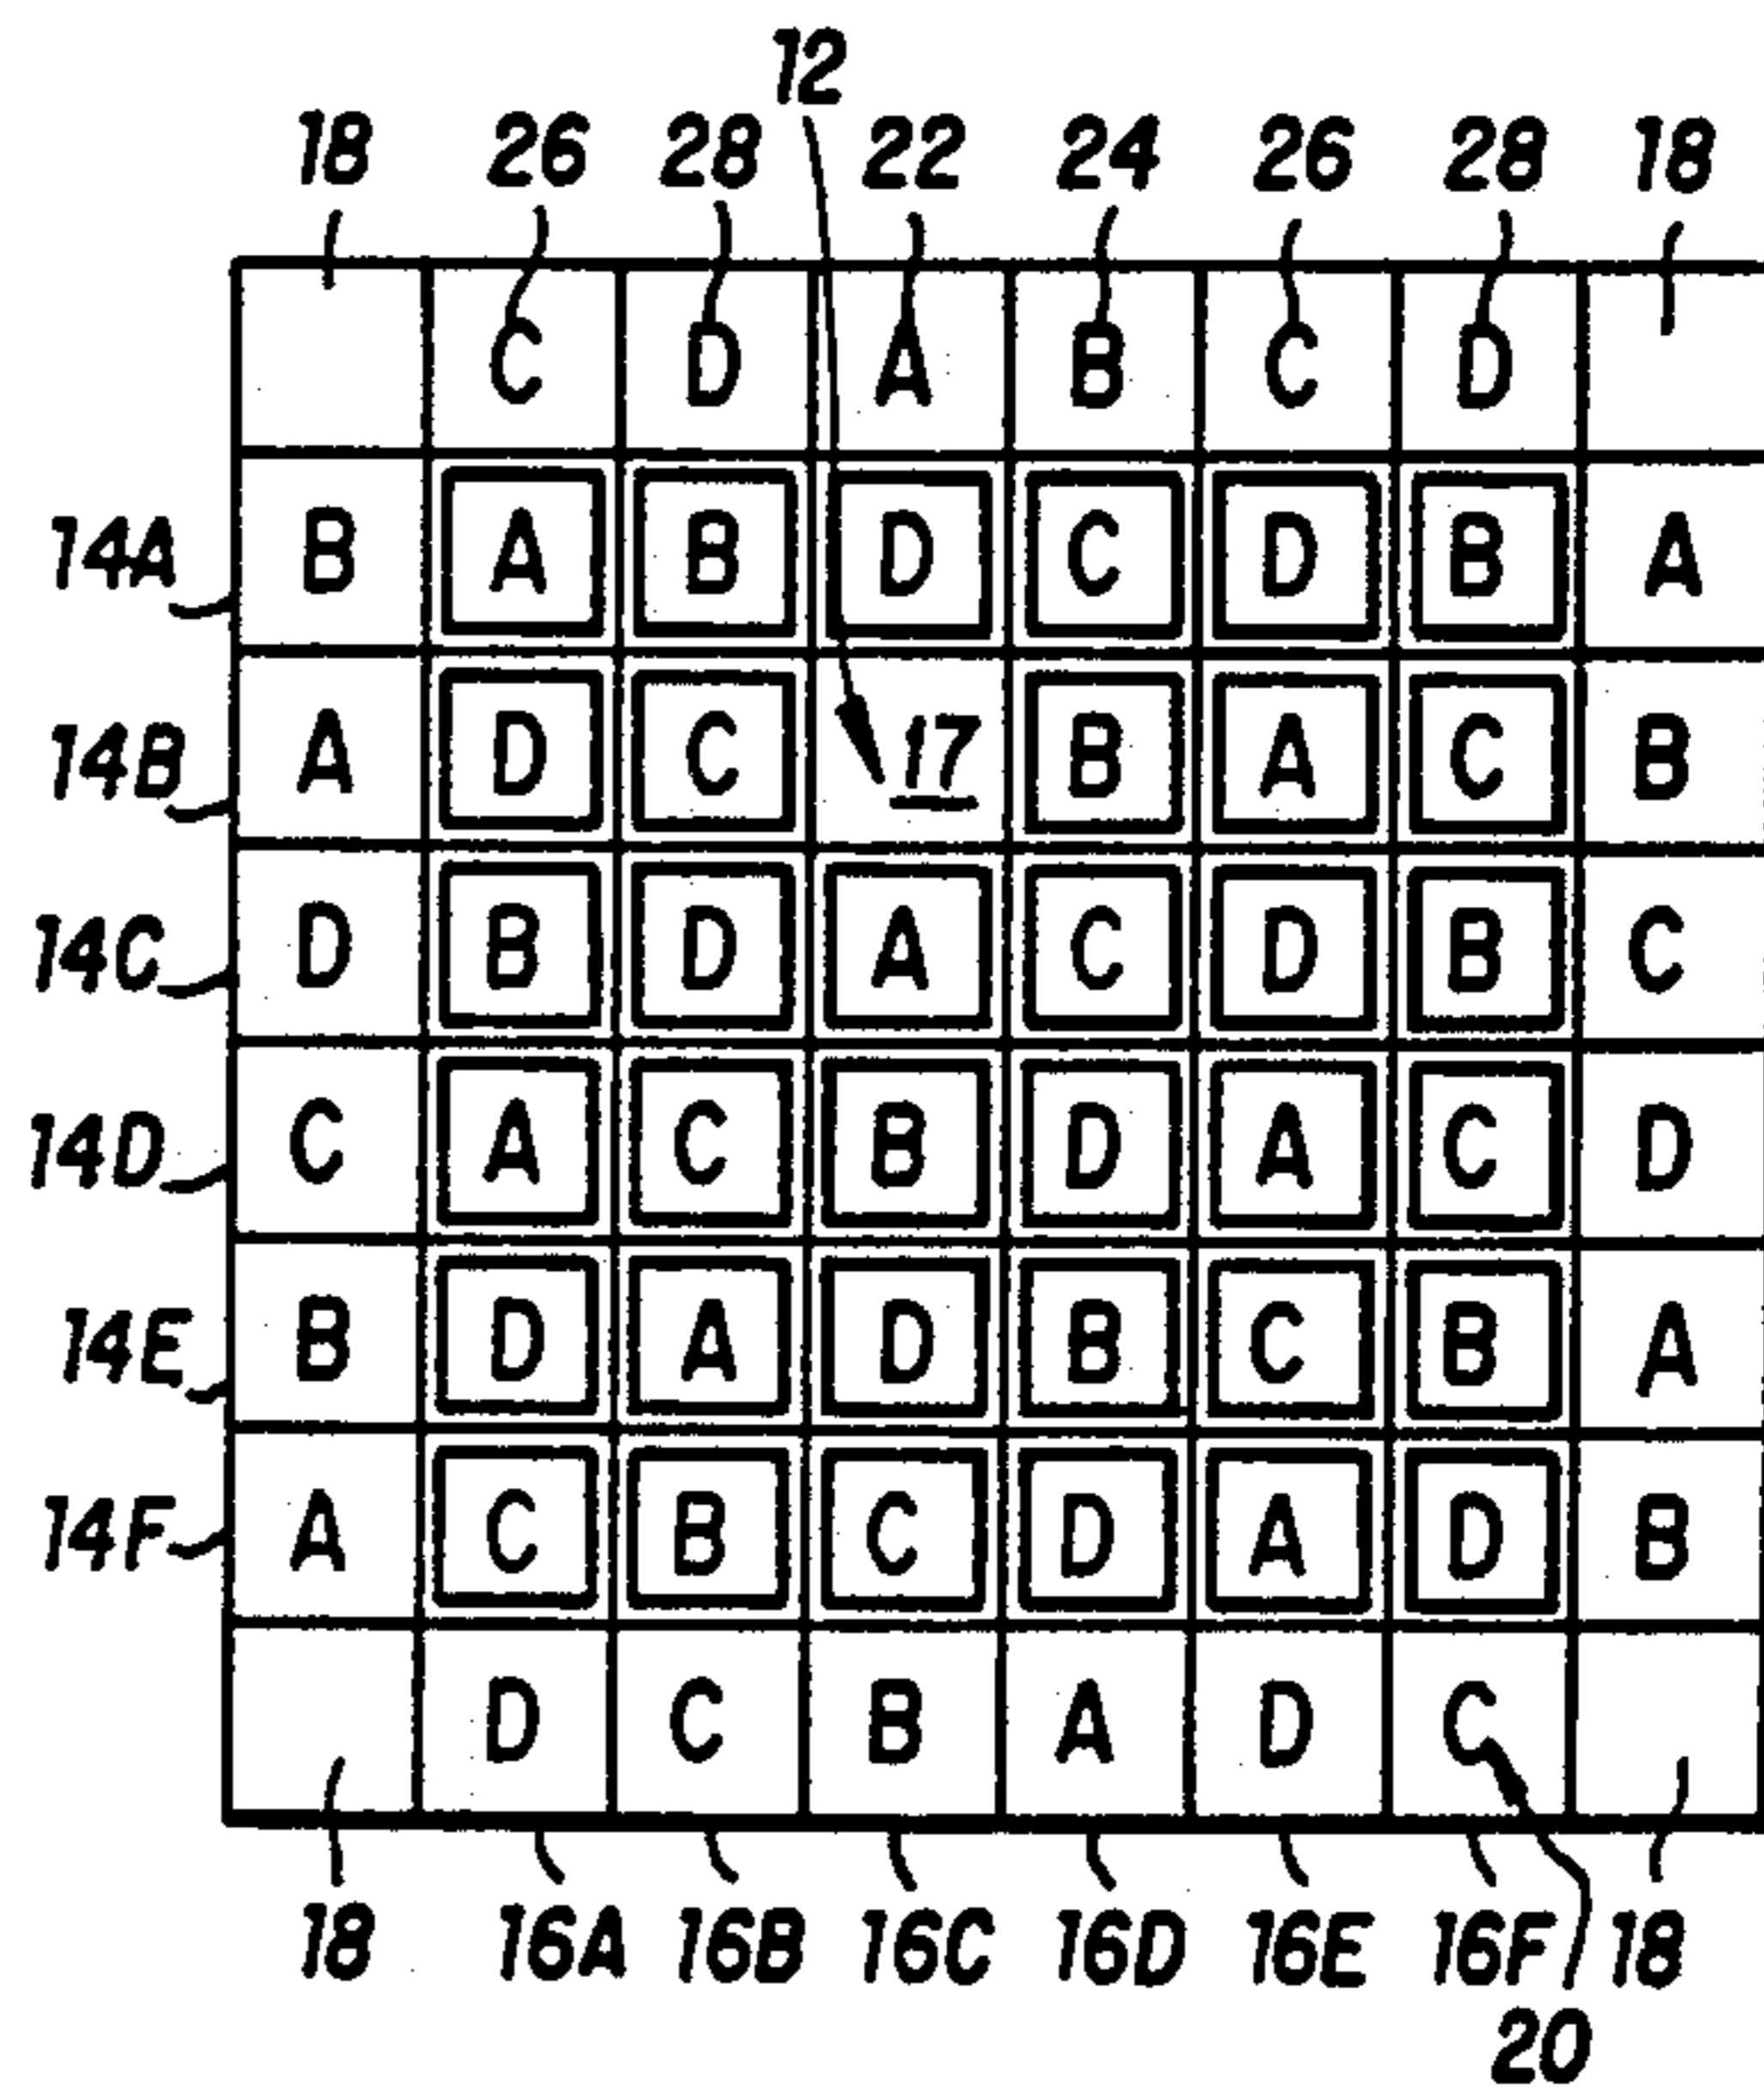 12
18 26 28 22 24 26 28 18
C D A B C D
14A B A B D C D B A
14B A D C 17 B A C B
14C D B D A C D B C
14D C A C B D A C D
14E B D A D B C B A
14F A C B C D A D B
D C B A D C
18 16A 16B 16C 16D 16E 16F 18
20